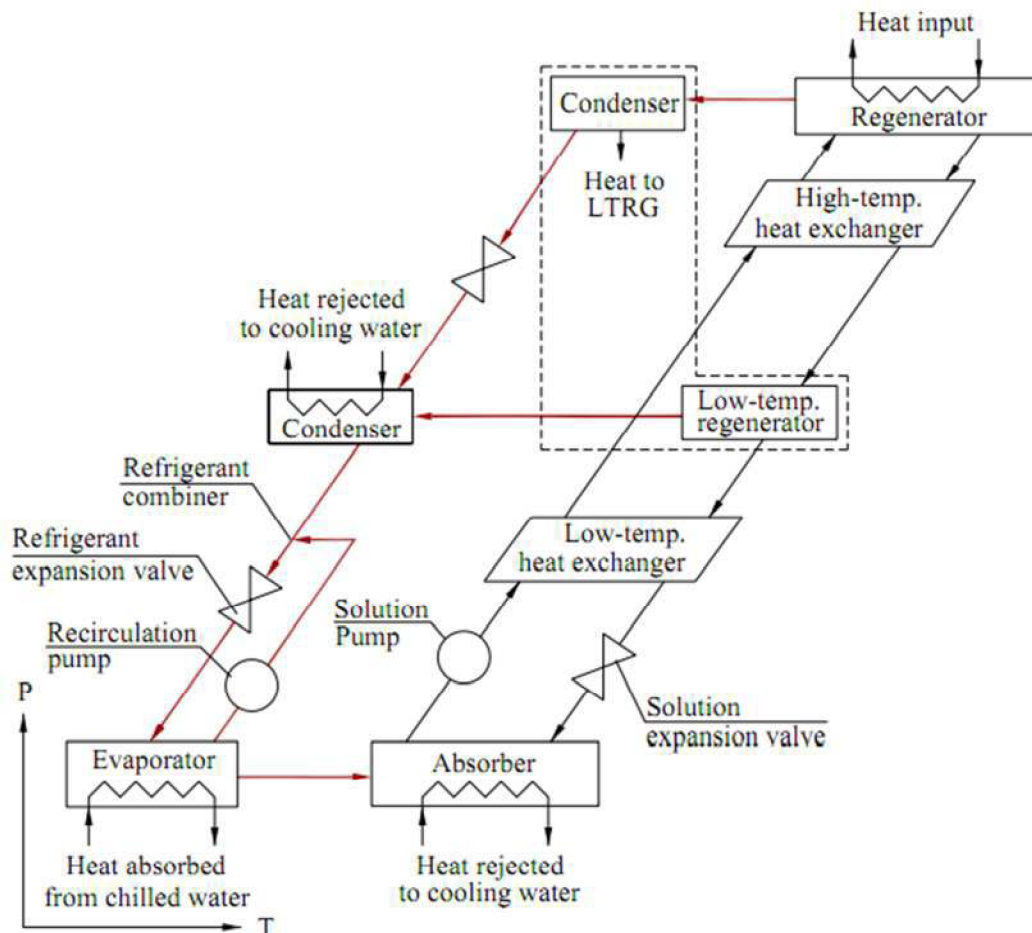 Heat input
Condenser
Regenerator
Heat to
LTRG
High-temp.
heat exchanger
Heat rejected
to cooling water
Low-temp.
regenerator
Condenser
Refrigerant
combiner
Low-temp.
heat exchanger
Refrigerant
expansion valve
Solution
Pump
Recirculation
pump
P
Solution
expansion valve
Evaporator
Absorber
Heat absorbed
from chilled water
Heat rejected
to cooling water
T